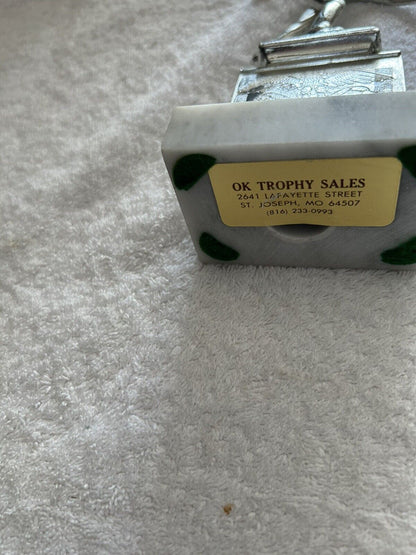 OK TROPHY SALES
2641 LAFAYETTE STREET
ST. JOSEPH, MO 64507
(816) 233-0993